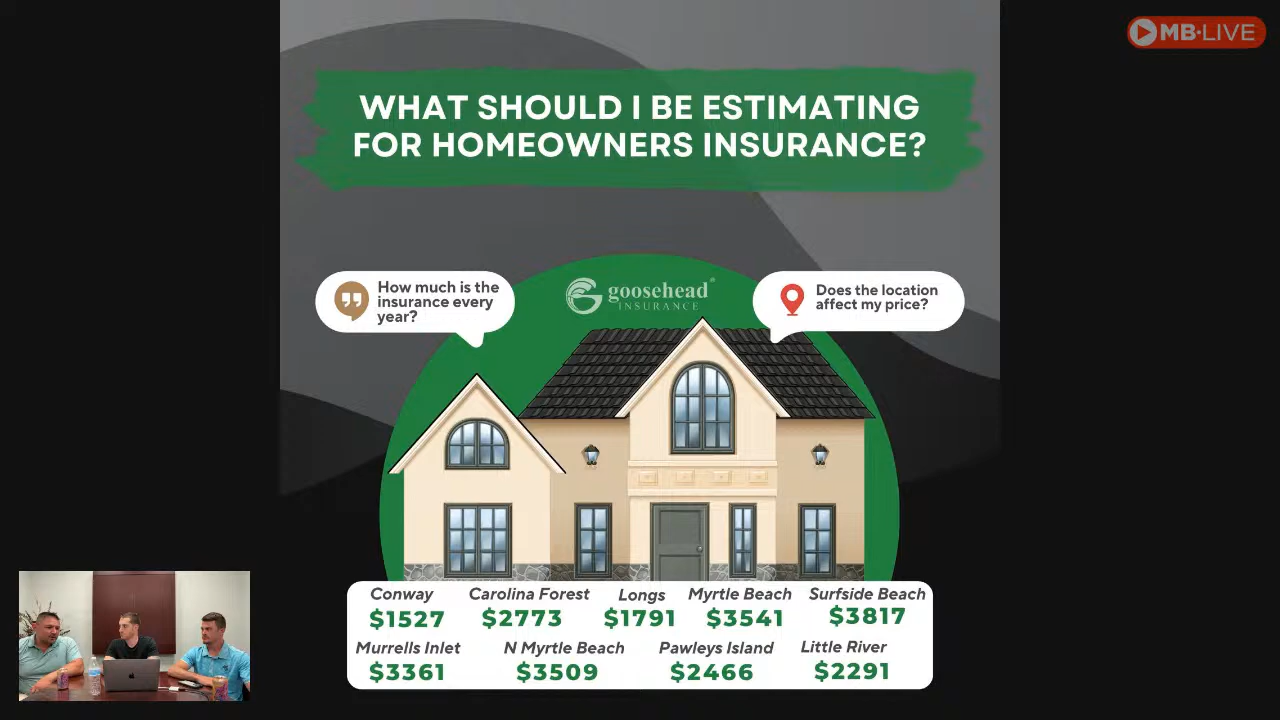 MB•LIVE
WHAT SHOULD I BE ESTIMATING
FOR HOMEOWNERS INSURANCE?
How much is the
insurance every
year?
goosehead®
INSURANCE
Does the location
affect my price?
Conway Carolina Forest Longs Myrtle Beach Surfside Beach
$1527 $2773 $1791 $3541 $3817
Murrells Inlet N Myrtle Beach Pawleys Island Little River
$3361 $3509 $2466 $2291